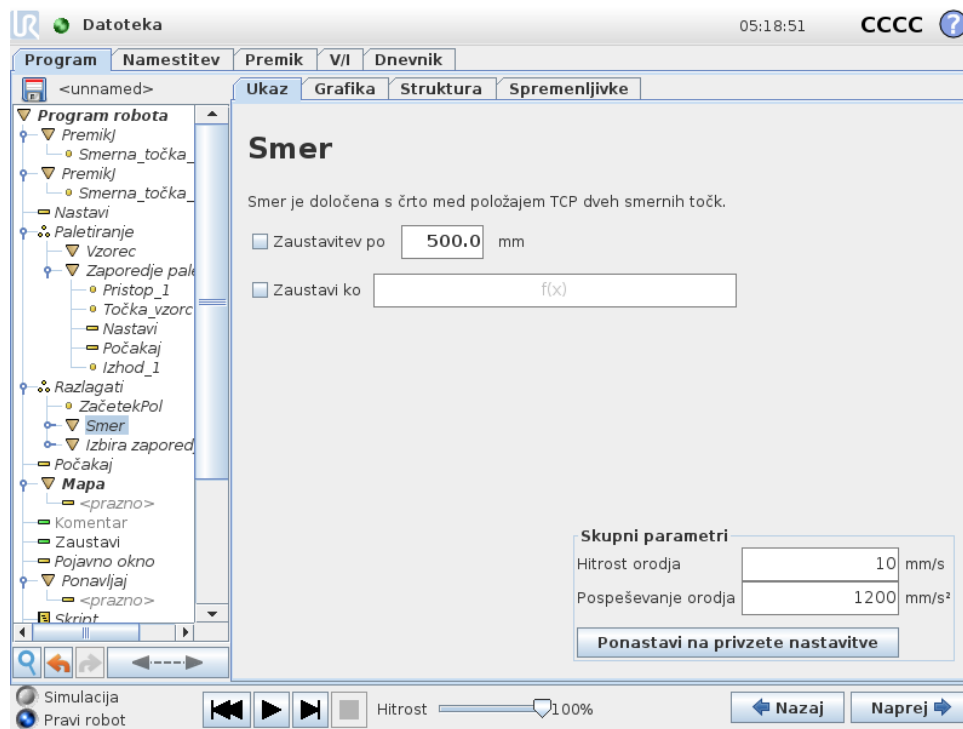 UR Datoteka 05:18:51 CCCC ?
Program Namestitev Premik V/I Dnevnik
<unnamed>
Ukaz Grafika Struktura Spremenljivke
Program robota
PremikJ
Smerna_točka_
PremikJ
Smerna_točka_
Nastavi
Paletiranje
Vzorec
Zaporedje pale
Pristop_1
Točka_vzorc
Nastavi
Počakaj
Izhod_1
Razlagati
ZačetekPol
Smer
Izbira zapored
Počakaj
Mapa
<prazno>
Komentar
Zaustavi
Pojavno okno
Ponavljaj
<prazno>
Skript
Smer
Smer je določena s črto med položajem TCP dveh smernih točk.
Zaustavitev po 500.0 mm
Zaustavi ko f(x)
Skupni parametri
Hitrost orodja 10 mm/s
Pospeševanje orodja 1200 mm/s²
Ponastavi na privzete nastavitve
Simulacija
Pravi robot
Hitrost 100%
Nazaj Naprej